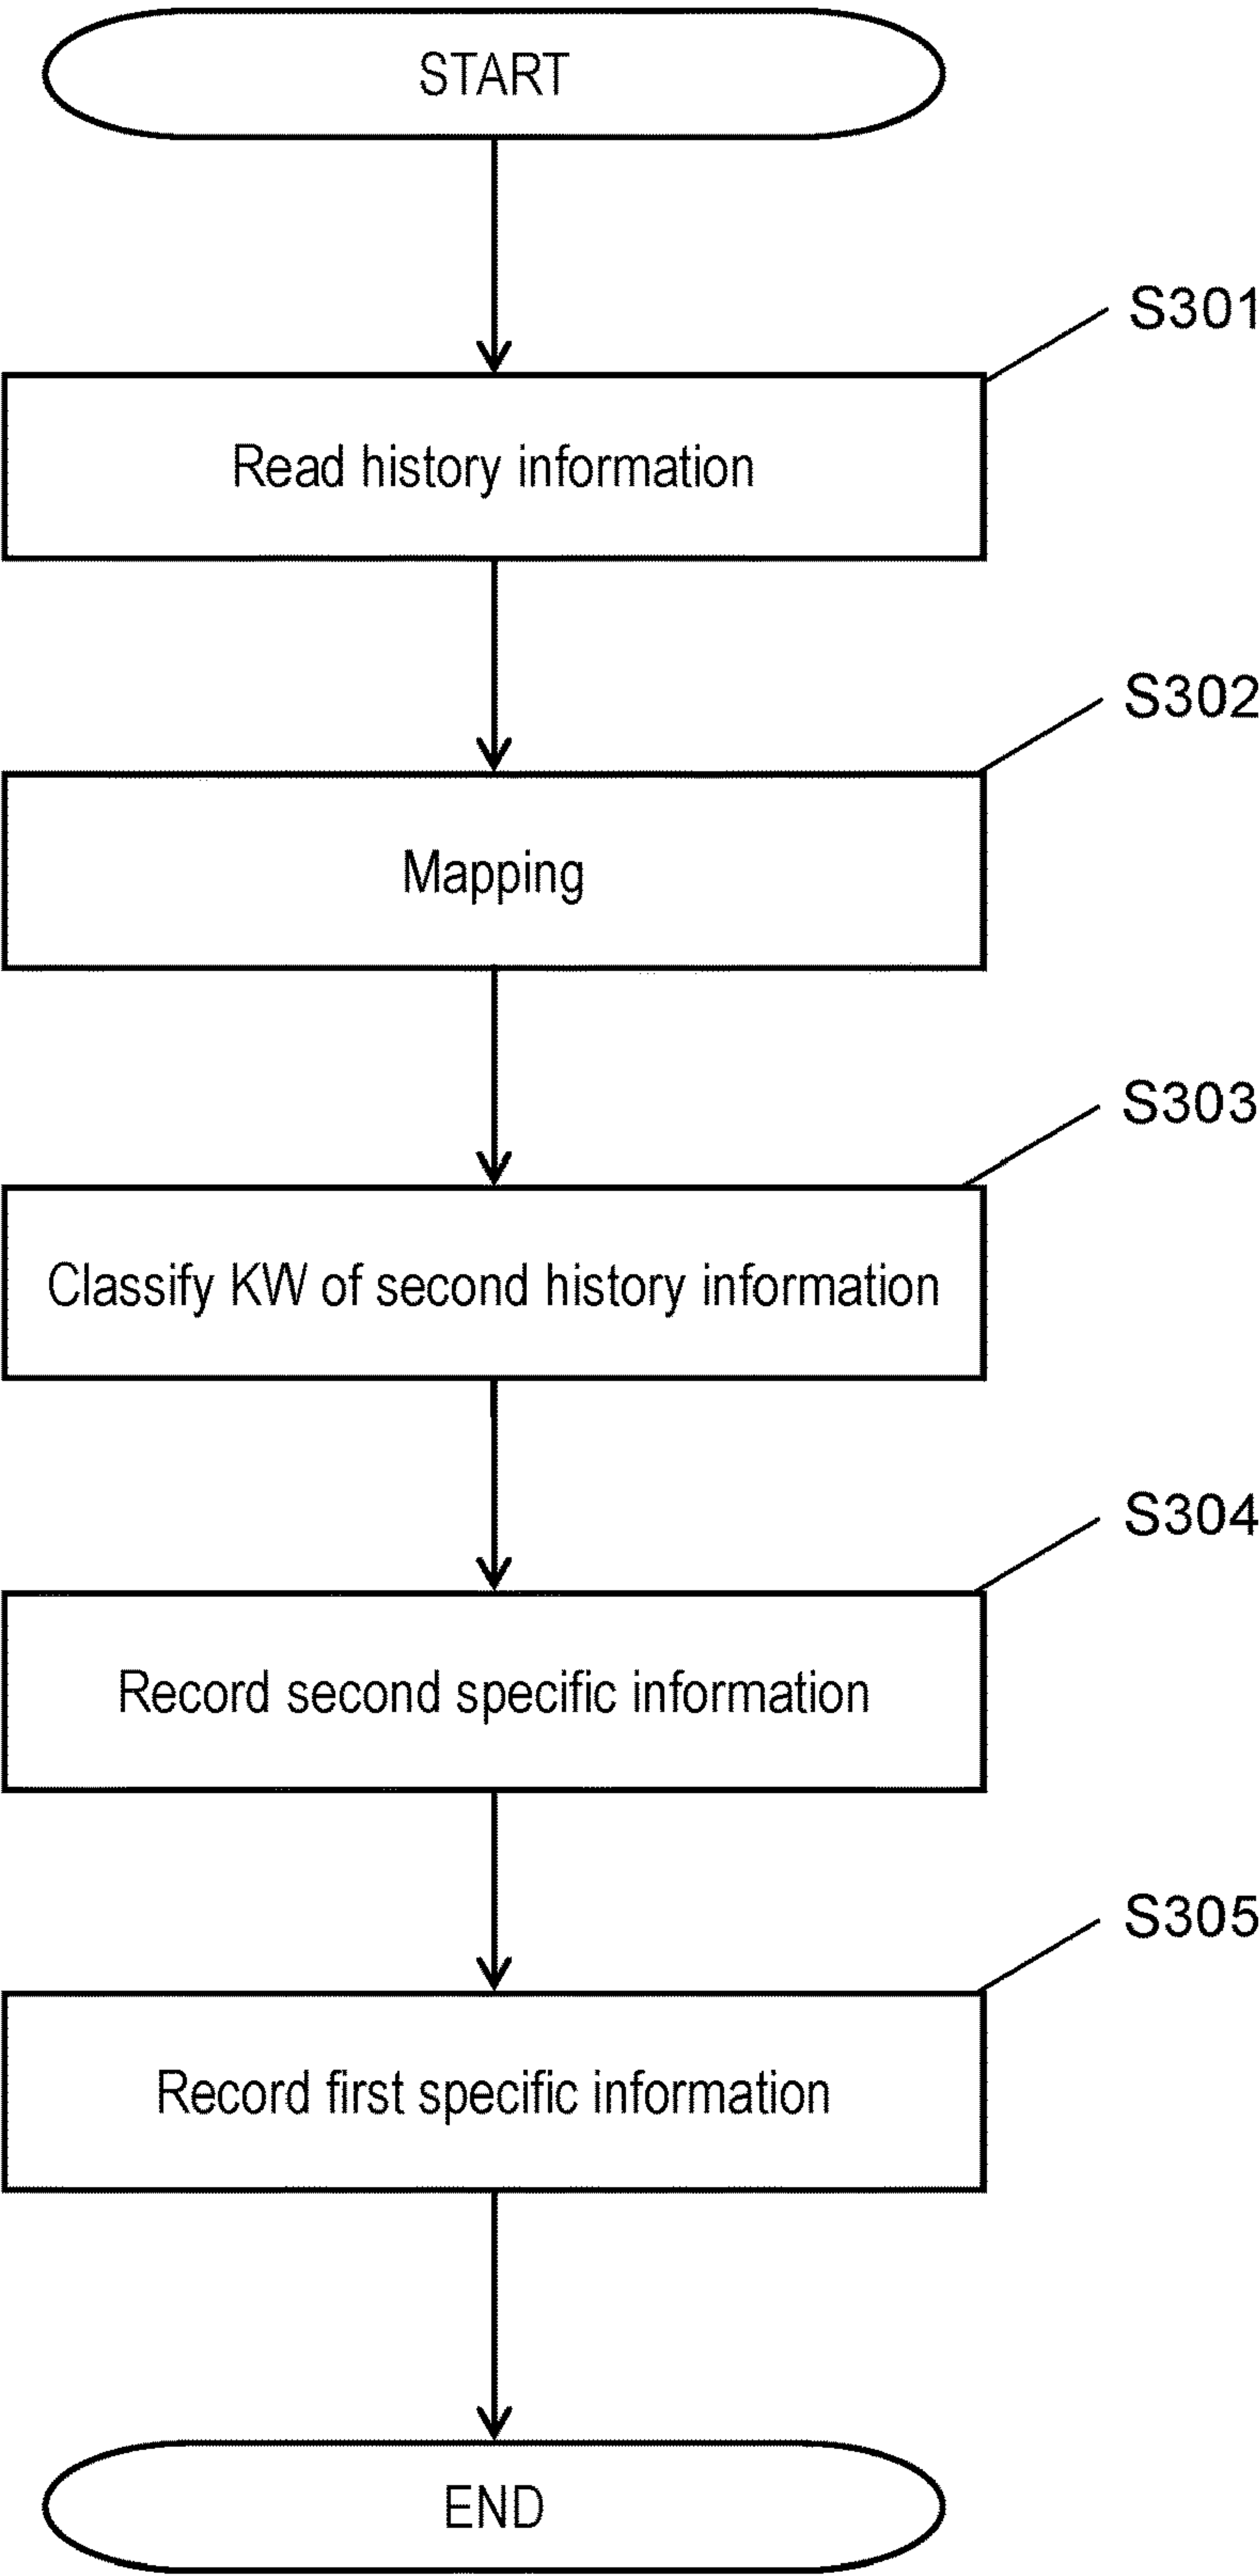 START
S301
Read history information
S302
Mapping
S303
Classify KW of second history information
S304
Record second specific information
S305
Record first specific information
END